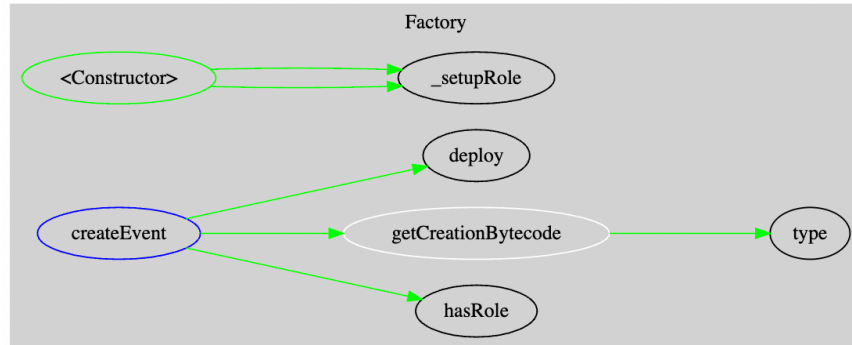 Factory
<Constructor>
_setupRole
deploy
createEvent
getCreationBytecode
type
hasRole